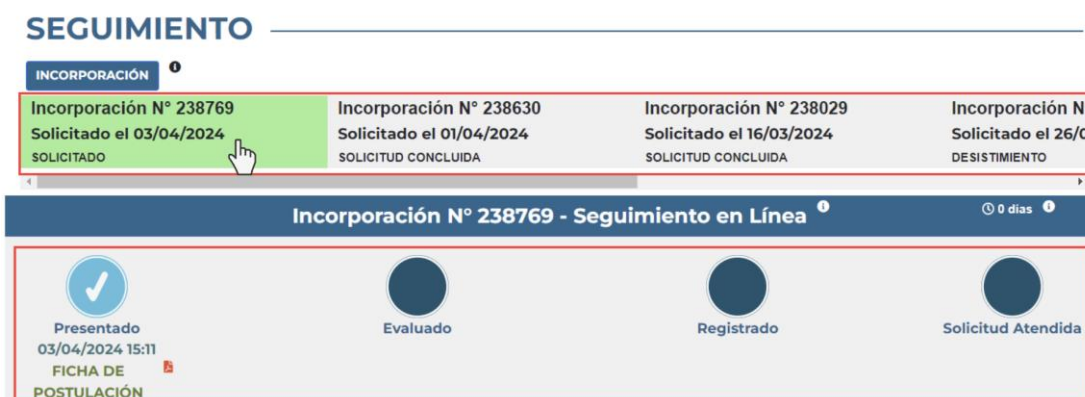 SEGUIMIENTO
INCORPORACIÓN
Incorporación N° 238769
Solicitado el 03/04/2024
SOLICITADO
Incorporación N° 238630
Solicitado el 01/04/2024
SOLICITUD CONCLUIDA
Incorporación N° 238029
Solicitado el 16/03/2024
SOLICITUD CONCLUIDA
Incorporación N
Solicitado el 26/0
DESISTIMIENTO
Incorporación N° 238769 - Seguimiento en Línea
0 días
Presentado
03/04/2024 15:11
FICHA DE
POSTULACIÓN
Evaluado
Registrado
Solicitud Atendida